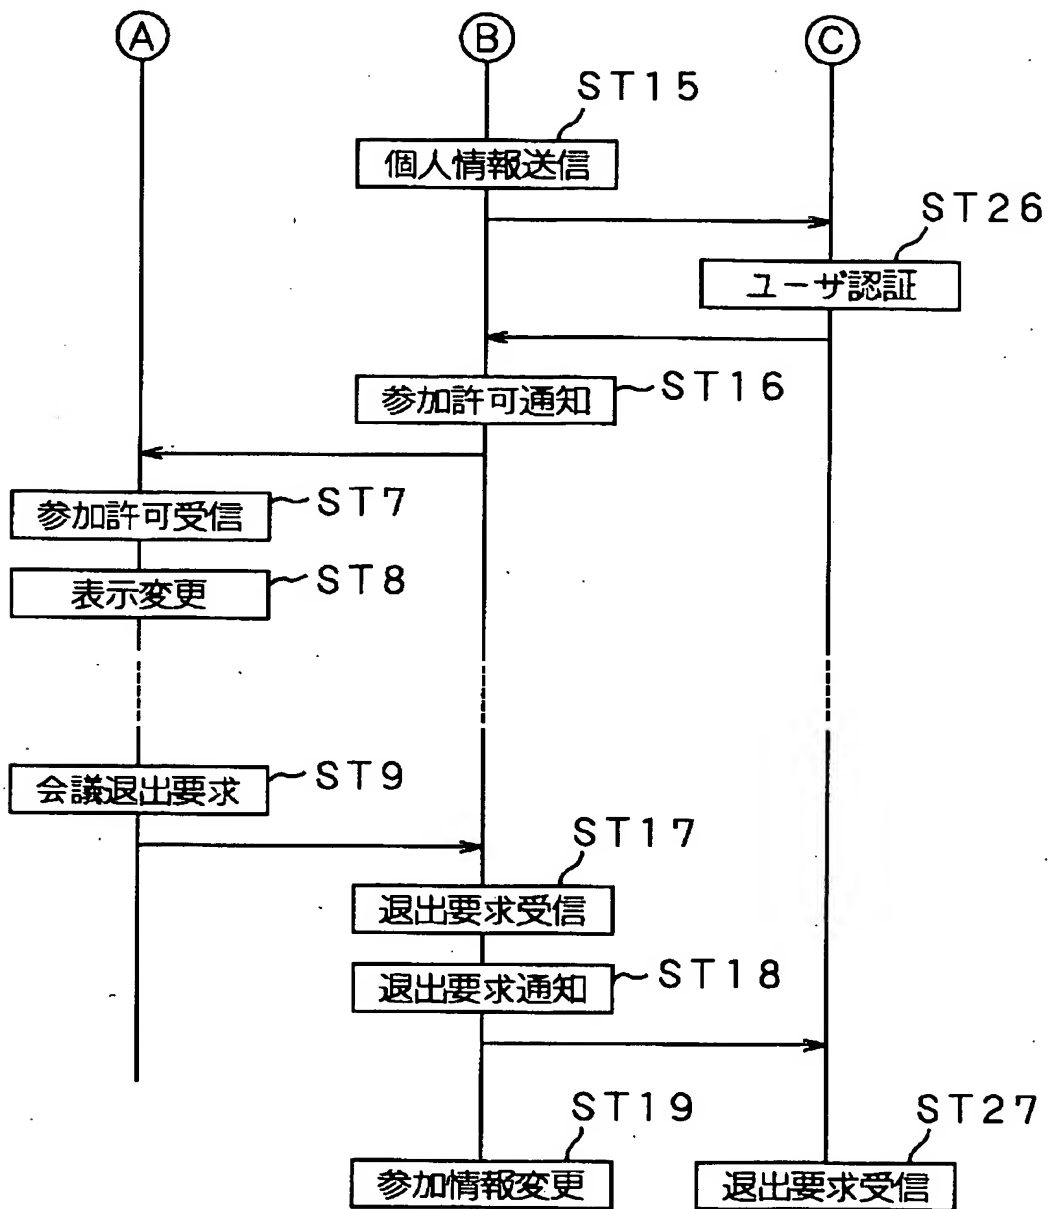 A B C
ST15
個人情報送信
ST26
ユーザ認証
参加許可通知 ST16
参加許可受信 ST7
表示変更 ST8
会議退出要求 ST9
ST17
退出要求受信
退出要求通知 ST18
ST19 ST27
参加情報変更 退出要求受信